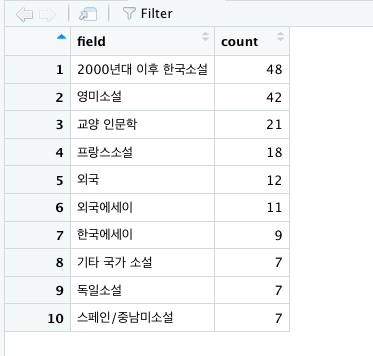 Filter
field count
1 2000년대 이후 한국소설 48
2 영미소설 42
3 교양 인문학 21
4 프랑스소설 18
5 외국 12
6 외국에세이 11
7 한국에세이 9
8 기타 국가 소설 7
9 독일소설 7
10 스페인/중남미소설 7